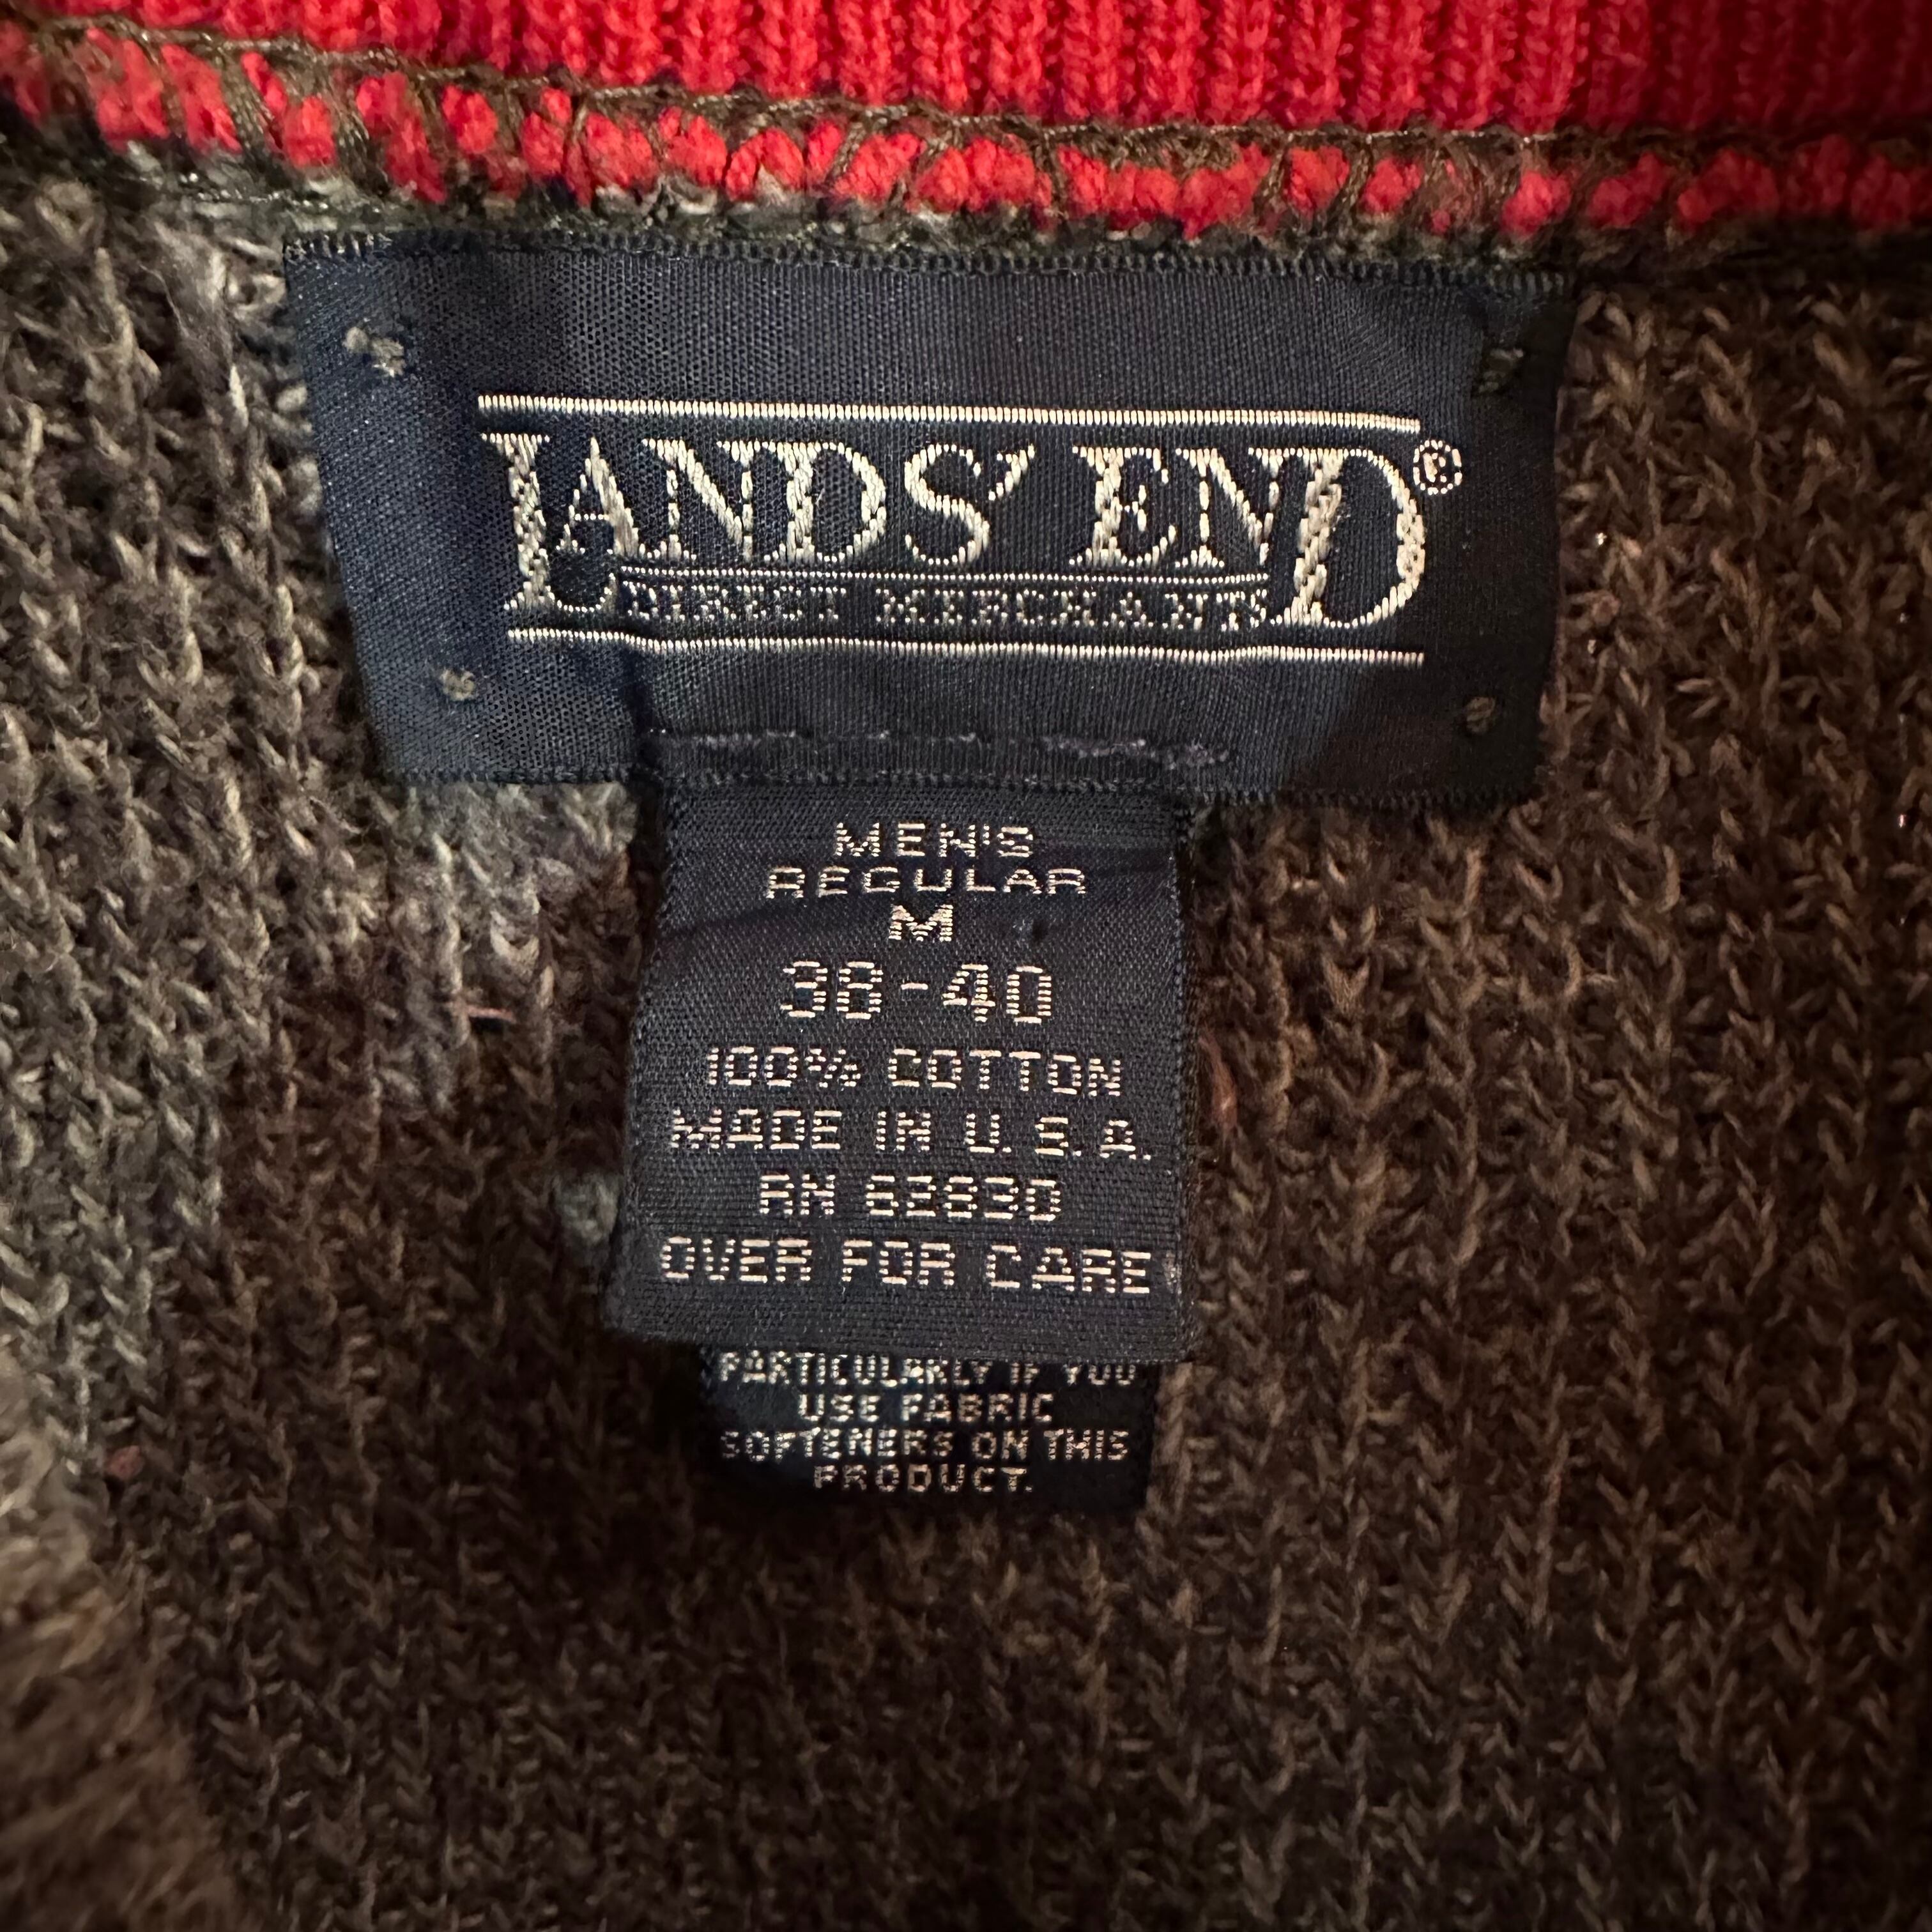 LANDS' END®
DIRECT MERCHANTS
MEN'S
REGULAR
M
38-40
100% COTTON
MADE IN U.S.A.
RN 63830
OVER FOR CARE
PARTICULARLY IF YOU
USE FABRIC
SOFTENERS ON THIS
PRODUCT.